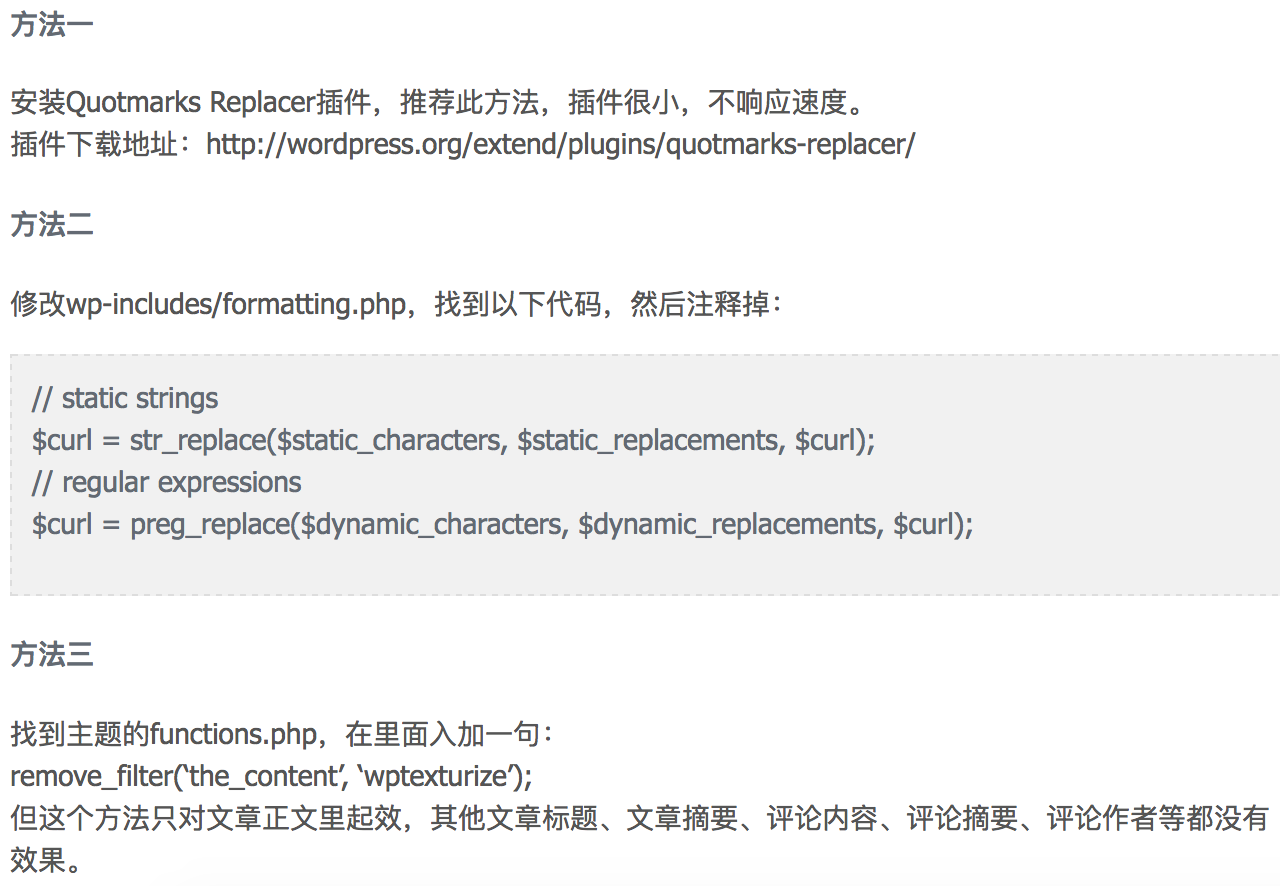 方法一
安装Quotmarks Replacer插件，推荐此方法，插件很小，不响应速度。
插件下载地址：http://wordpress.org/extend/plugins/quotmarks-replacer/
方法二
修改wp-includes/formatting.php，找到以下代码，然后注释掉：
// static strings
$curl = str_replace($static_characters, $static_replacements, $curl);
// regular expressions
$curl = preg_replace($dynamic_characters, $dynamic_replacements, $curl);
方法三
找到主题的functions.php，在里面入加一句：
remove_filter(‘the_content’, ‘wptexturize’);
但这个方法只对文章正文里起效，其他文章标题、文章摘要、评论内容、评论摘要、评论作者等都没有
效果。